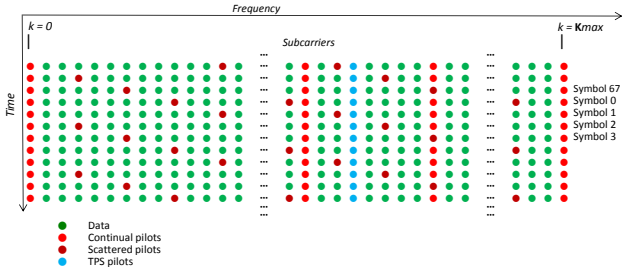 Frequency
k = 0
k = Kmax
Subcarriers
Time
... ... ...
Symbol 67
Symbol 0
Symbol 1
Symbol 2
Symbol 3
Data
Continual pilots
Scattered pilots
TPS pilots